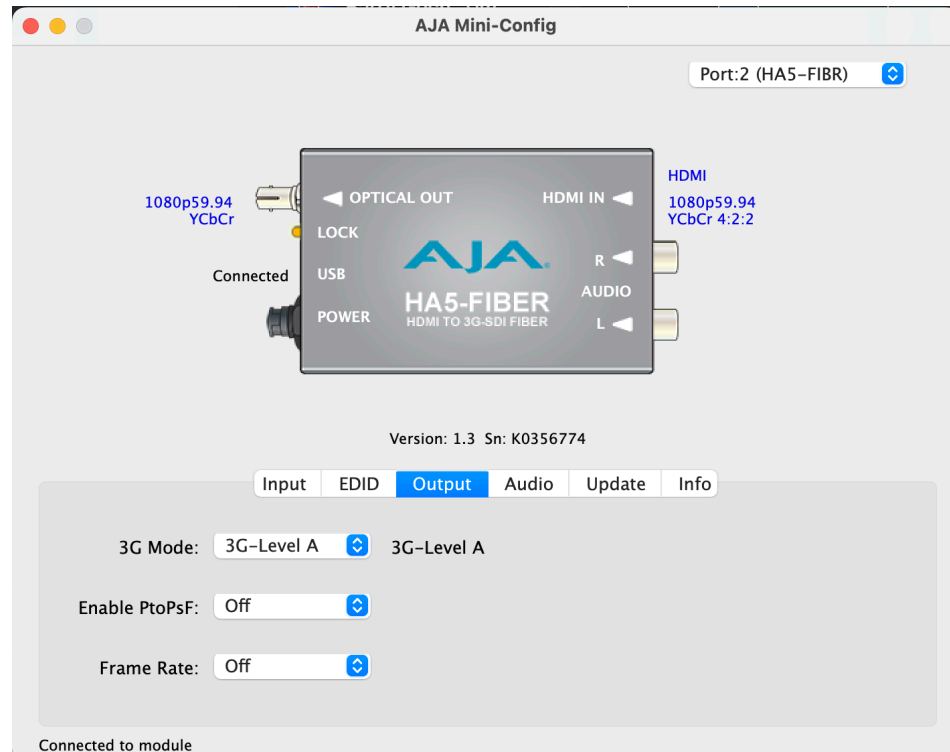 AJA Mini-Config
Port:2 (HA5-FIBR)
1080p59.94
YCbCr
OPTICAL OUT
HDMI IN
HDMI
1080p59.94
YCbCr 4:2:2
LOCK
Connected
USB
AJA
R
AUDIO
POWER
HA5-FIBER
HDMI TO 3G-SDI FIBER
L
Version: 1.3 Sn: K0356774
Input EDID Output Audio Update Info
3G Mode: 3G-Level A 3G-Level A
Enable PtoPsF: Off
Frame Rate: Off
Connected to module